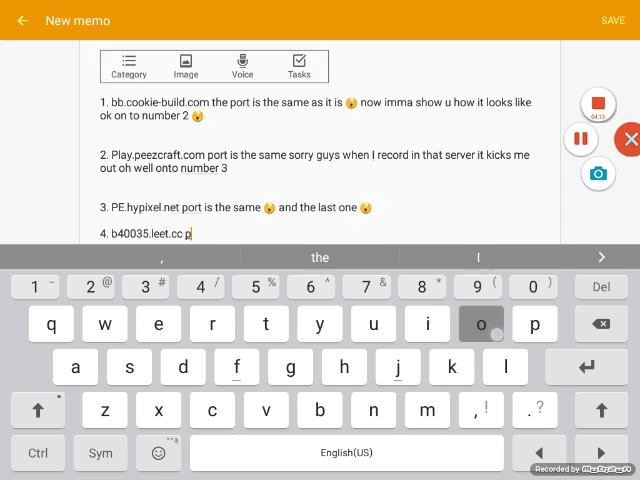 New memo
SAVE
Category Image Voice Tasks
1. bb.cookie-build.com the port is the same as it is 😲 now imma show u how it looks like
ok on to number 2 😲
04:13
2. Play.peezcraft.com port is the same sorry guys when I record in that server it kicks me
out oh well onto number 3
3. PE.hypixel.net port is the same 😲 and the last one 😲
4. b40035.leet.cc p
, the I
1 _ 2 @ 3 # 4 / 5 % 6 ^ 7 & 8 * 9 ( 0 ) Del
q w e r t y u i o p
a s d f g h j k l
z x c v b n m , ! . ?
Ctrl Sym English(US)
Recorded by Mobizen